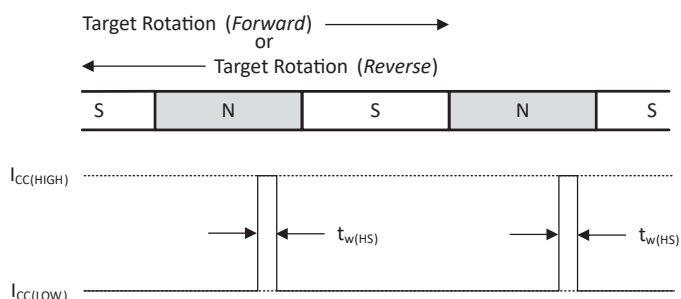 Target Rotation (Forward)
or
Target Rotation (Reverse)
S N S N S
ICC(HIGH)
tw(HS) tw(HS)
ICC(LOW)